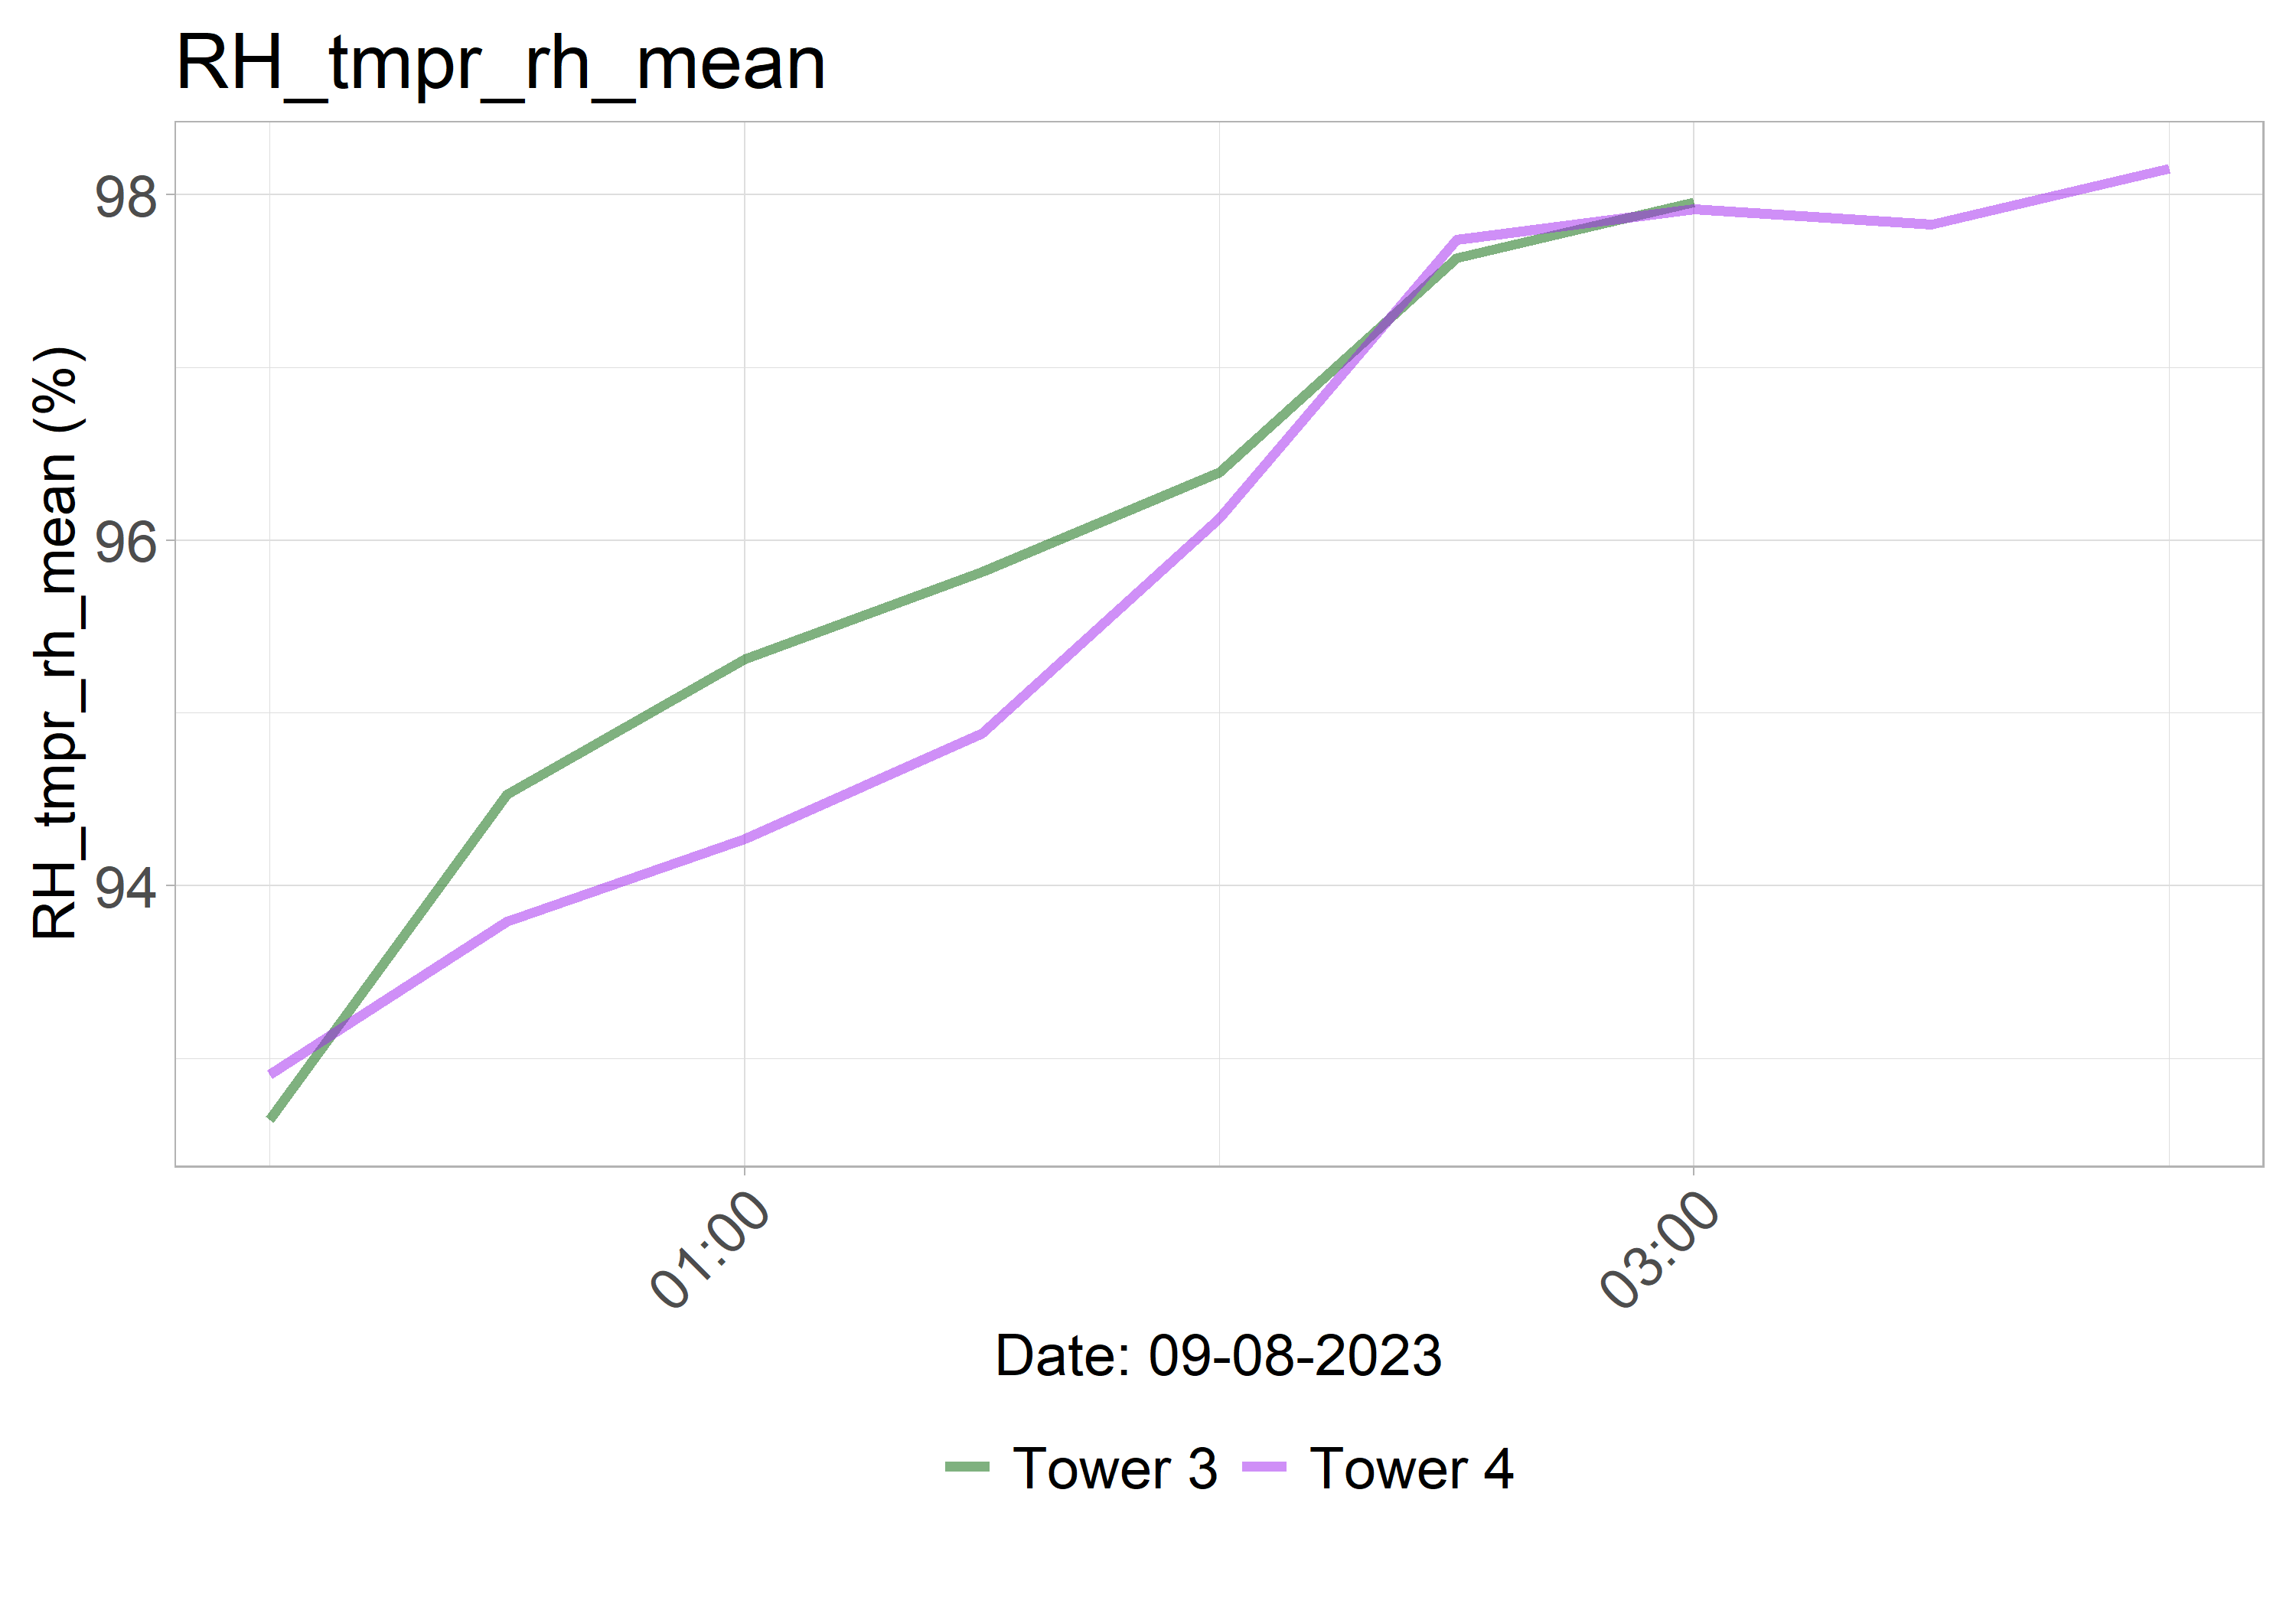 RH_tmpr_rh_mean
RH_tmpr_rh_mean (%)
98
96
94
01:00
03:00
Date: 09-08-2023
Tower 3
Tower 4